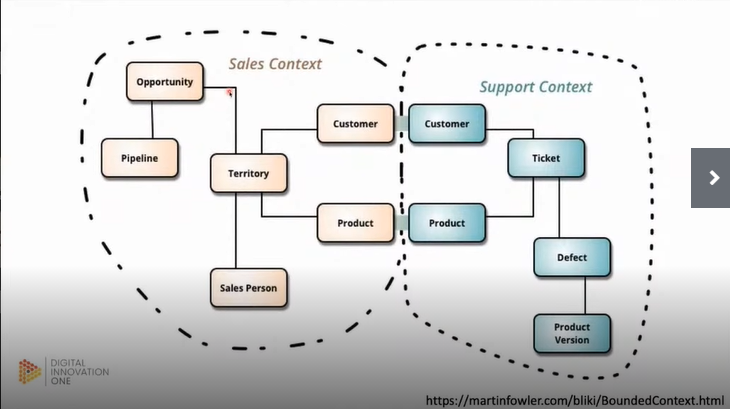 Sales Context
Opportunity
Support Context
Customer
Customer
Pipeline
Ticket
Territory
Product
Product
Defect
Sales Person
Product
Version
DIGITAL
INNOVATION
ONE
https://martinfowler.com/bliki/BoundedContext.html